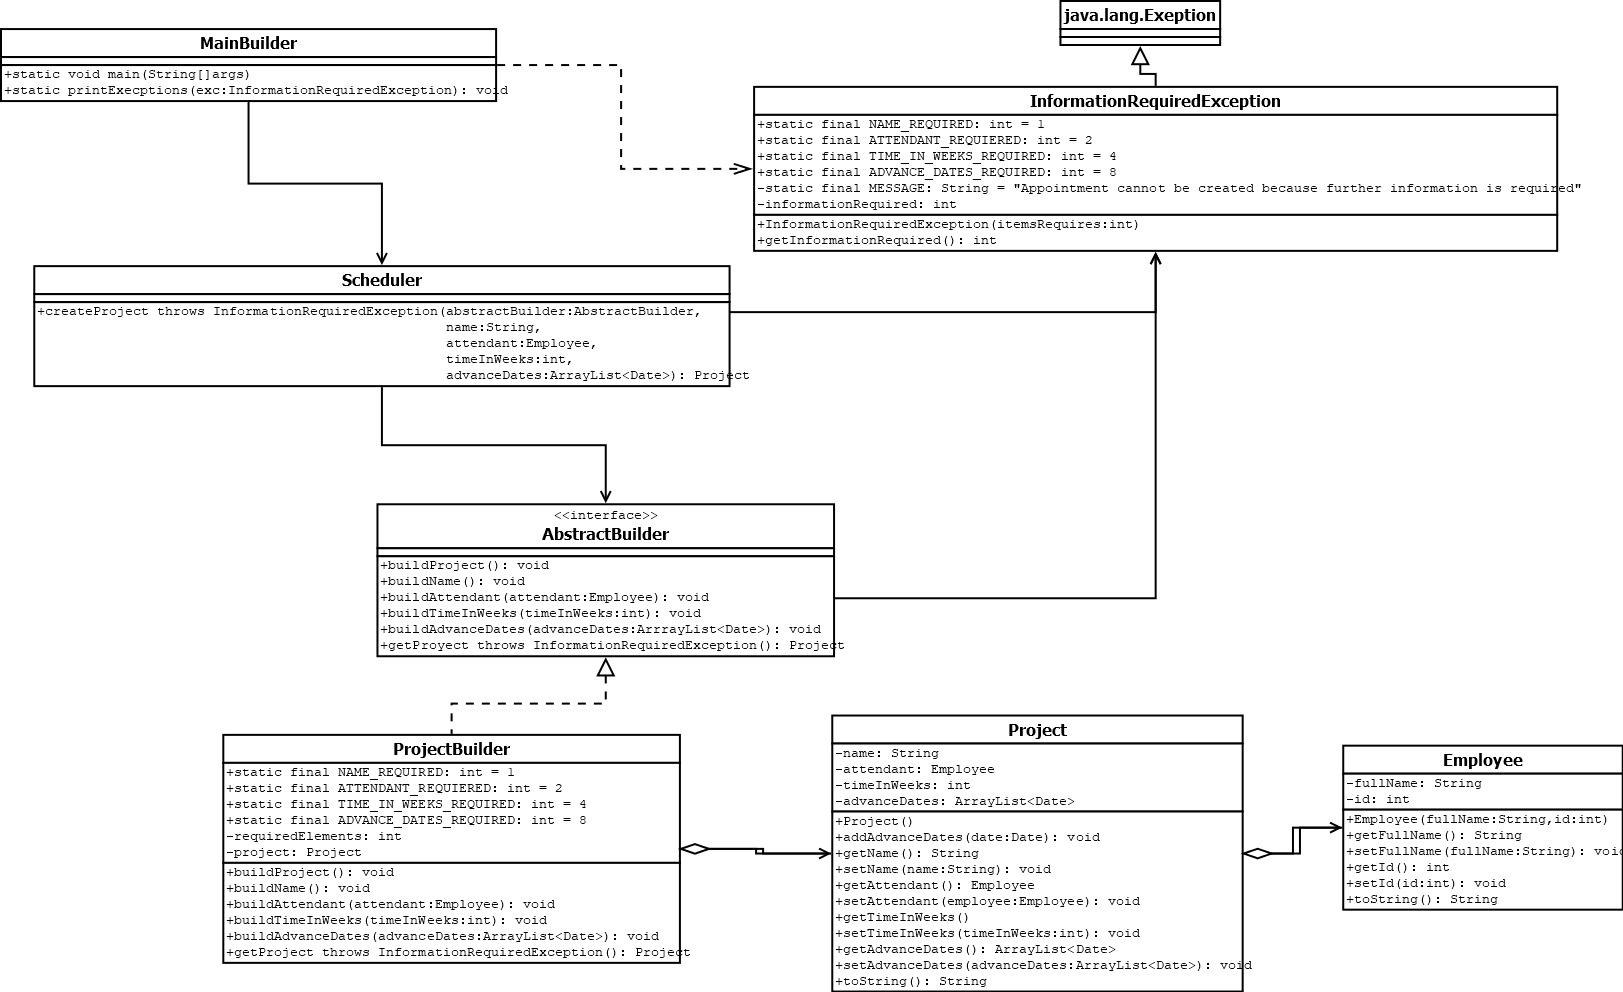 java.lang.Exeption
MainBuilder
+static void main(String[]args)
+static printExecptions(exc:InformationRequiredException): void
InformationRequiredException
+static final NAME_REQUIRED: int = 1
+static final ATTENDANT_REQUIERED: int = 2
+static final TIME_IN_WEEKS_REQUIRED: int = 4
+static final ADVANCE_DATES_REQUIRED: int = 8
-static final MESSAGE: String = "Appointment cannot be created because further information is required"
-informationRequired: int
+InformationRequiredException(itemsRequires:int)
+getInformationRequired(): int
Scheduler
+createProject throws InformationRequiredException(abstractBuilder:AbstractBuilder,
name:String,
attendant:Employee,
timeInWeeks:int,
advanceDates:ArrayList<Date>): Project
<<interface>>
AbstractBuilder
+buildProject(): void
+buildName(): void
+buildAttendant(attendant:Employee): void
+buildTimeInWeeks(timeInWeeks:int): void
+buildAdvanceDates(advanceDates:ArrrayList<Date>): void
+getProyect throws InformationRequiredException(): Project
ProjectBuilder
+static final NAME_REQUIRED: int = 1
+static final ATTENDANT_REQUIERED: int = 2
+static final TIME_IN_WEEKS_REQUIRED: int = 4
+static final ADVANCE_DATES_REQUIRED: int = 8
-requiredElements: int
-project: Project
+buildProject(): void
+buildName(): void
+buildAttendant(attendant:Employee): void
+buildTimeInWeeks(timeInWeeks:int): void
+buildAdvanceDates(advanceDates:ArrayList<Date>): void
+getProject throws InformationRequiredException(): Project
Project
-name: String
-attendant: Employee
-timeInWeeks: int
-advanceDates: ArrayList<Date>
+Project()
+addAdvanceDates(date:Date): void
+getName(): String
+setName(name:String): void
+getAttendant(): Employee
+setAttendant(employee:Employee): void
+getTimeInWeeks()
+setTimeInWeeks(timeInWeeks:int): void
+getAdvanceDates(): ArrayList<Date>
+setAdvanceDates(advanceDates:ArrayList<Date>): void
+toString(): String
Employee
-fullName: String
-id: int
+Employee(fullName:String,id:int)
+getFullName(): String
+setFullName(fullName:String): void
+getId(): int
+setId(id:int): void
+toString(): String